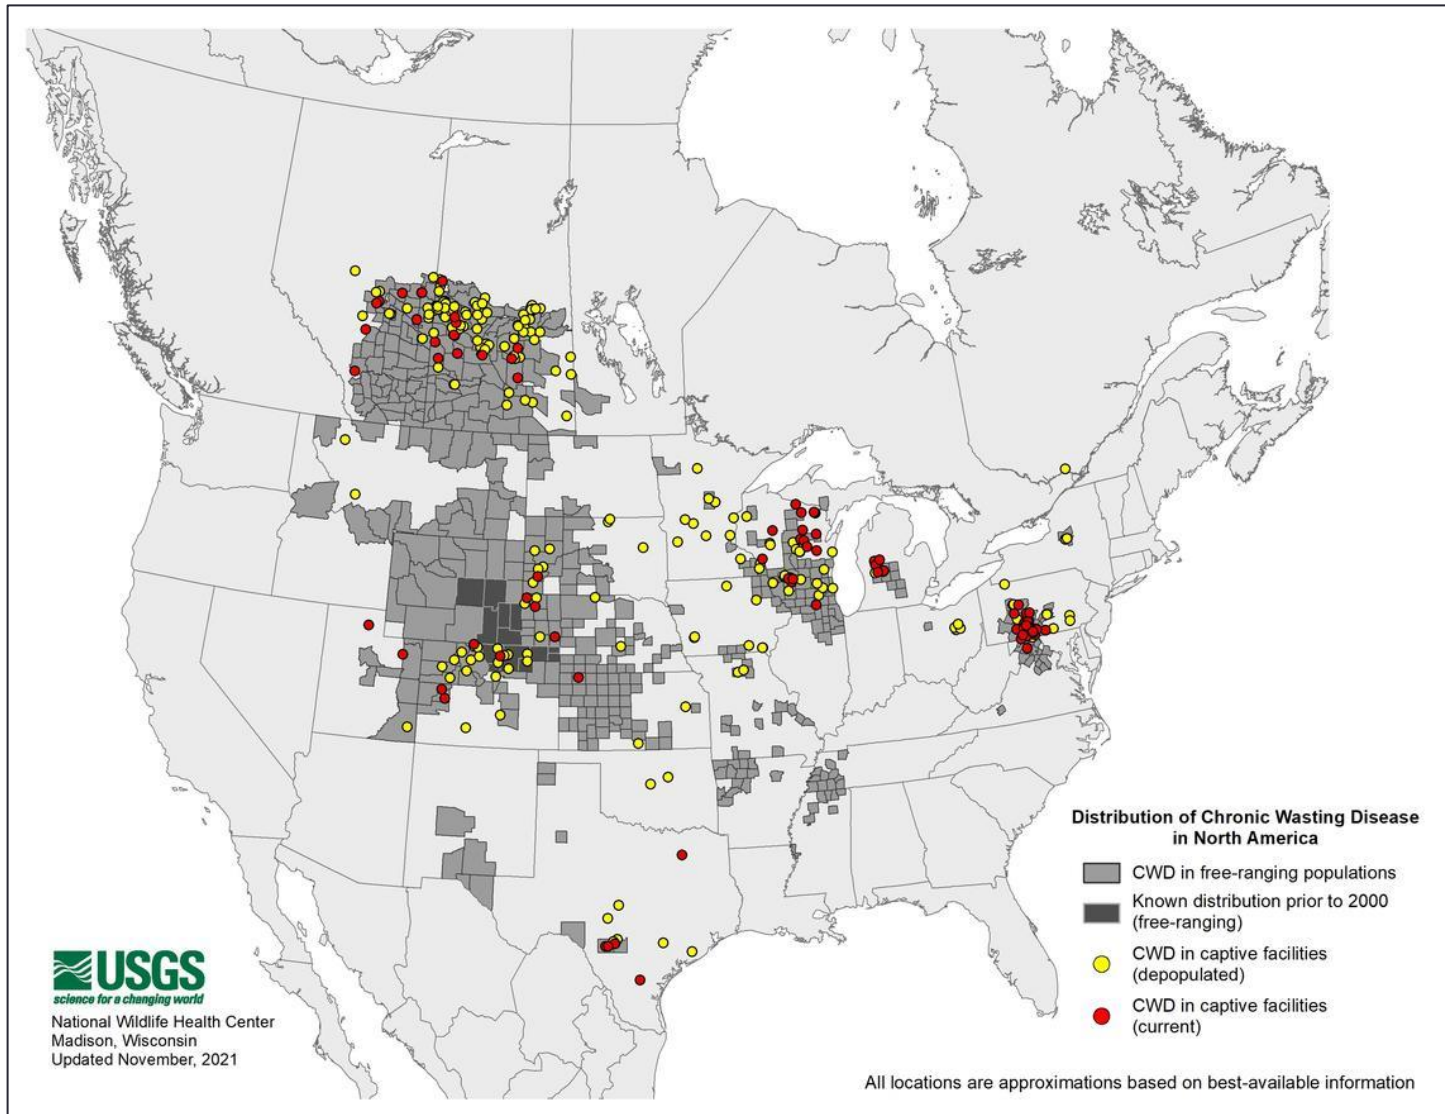 Distribution of Chronic Wasting Disease
in North America
CWD in free-ranging populations
Known distribution prior to 2000
(free-ranging)
CWD in captive facilities
(depopulated)
CWD in captive facilities
(current)
USGS
science for a changing world
National Wildlife Health Center
Madison, Wisconsin
Updated November, 2021
All locations are approximations based on best-available information